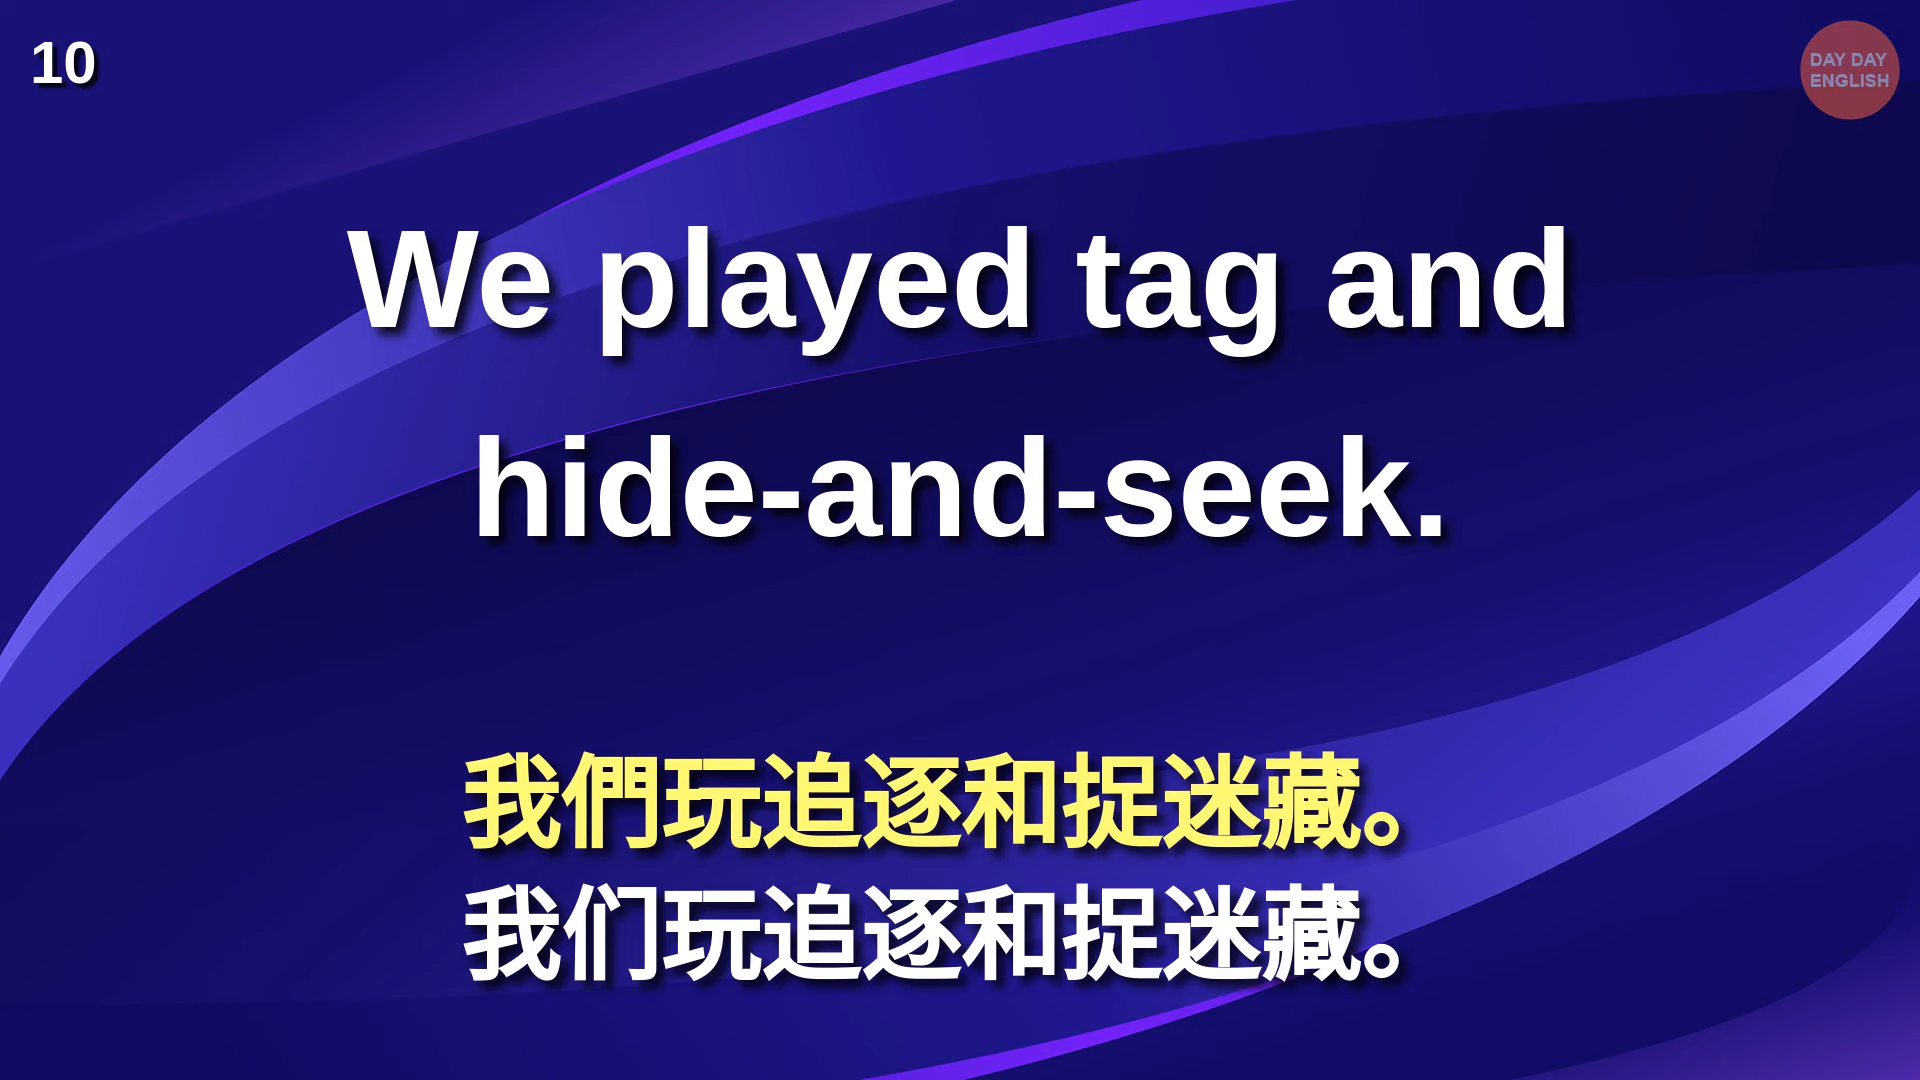 10
DAY DAY
ENGLISH
We played tag and
hide-and-seek.
我們玩追逐和捉迷藏。
我们玩追逐和捉迷藏。